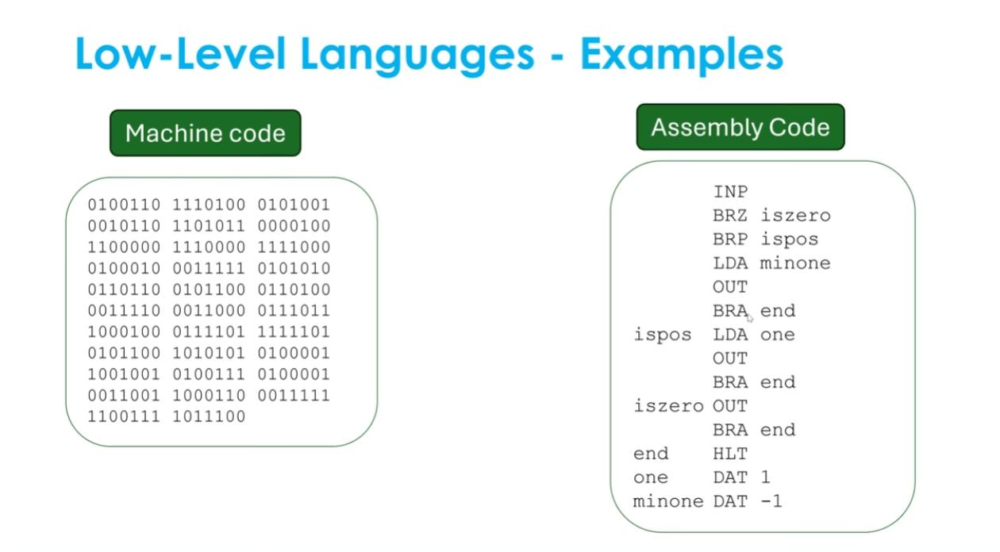 Low-Level Languages - Examples
Machine code
0100110 1110100 0101001
0010110 1101011 0000100
1100000 1110000 1111000
0100010 0011111 0101010
0110110 0101100 0110100
0011110 0011000 0111011
1000100 0111101 1111101
0101100 1010101 0100001
1001001 0100111 0100001
0011001 1000110 0011111
1100111 1011100
Assembly Code
INP
BRZ iszero
BRP ispos
LDA minone
OUT
BRA end
ispos LDA one
OUT
BRA end
iszero OUT
BRA end
end HLT
one DAT 1
minone DAT -1